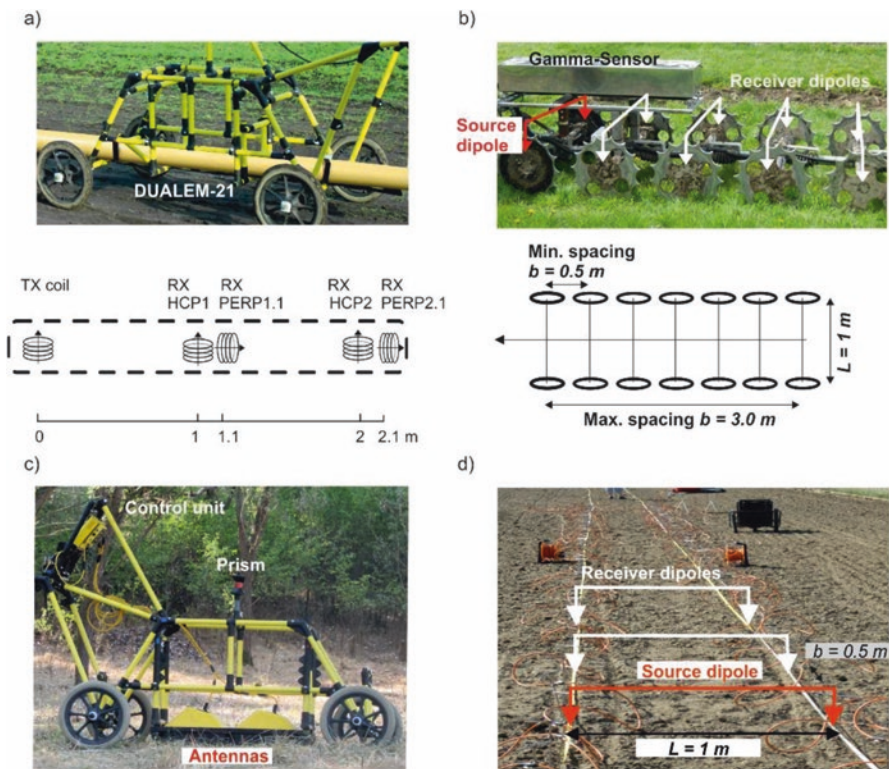 a)
DUALEM-21
TX coil
RX
HCP1
RX
PERP1.1
RX
HCP2
RX
PERP2.1
0
1
1.1
2
2.1 m
b)
Gamma-Sensor
Receiver dipoles
Source
dipole
Min. spacing
b = 0.5 m
L = 1 m
Max. spacing b = 3.0 m
c)
Control unit
Prism
Antennas
d)
Receiver dipoles
b = 0.5 m
Source dipole
L = 1 m